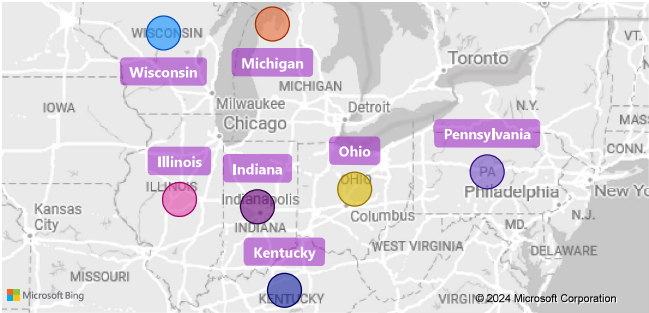 WISCONSIN
Wisconsin
Michigan
MICHIGAN
Toronto
VT.
IOWA
Milwaukee
Chicago
Detroit
N.Y.
MASS
CONN.
Pennsylvania
Ohio
Illinois
Indiana
ILLINOIS
Indianapolis
INDIANA
OHIO
Columbus
PA
Philadelphia
New York
N.J.
Kansas
City
MD.
WEST VIRGINIA
DELAWARE
Kentucky
MISSOURI
KENTUCKY
VIRGIN
Microsoft Bing
© 2024 Microsoft Corporation